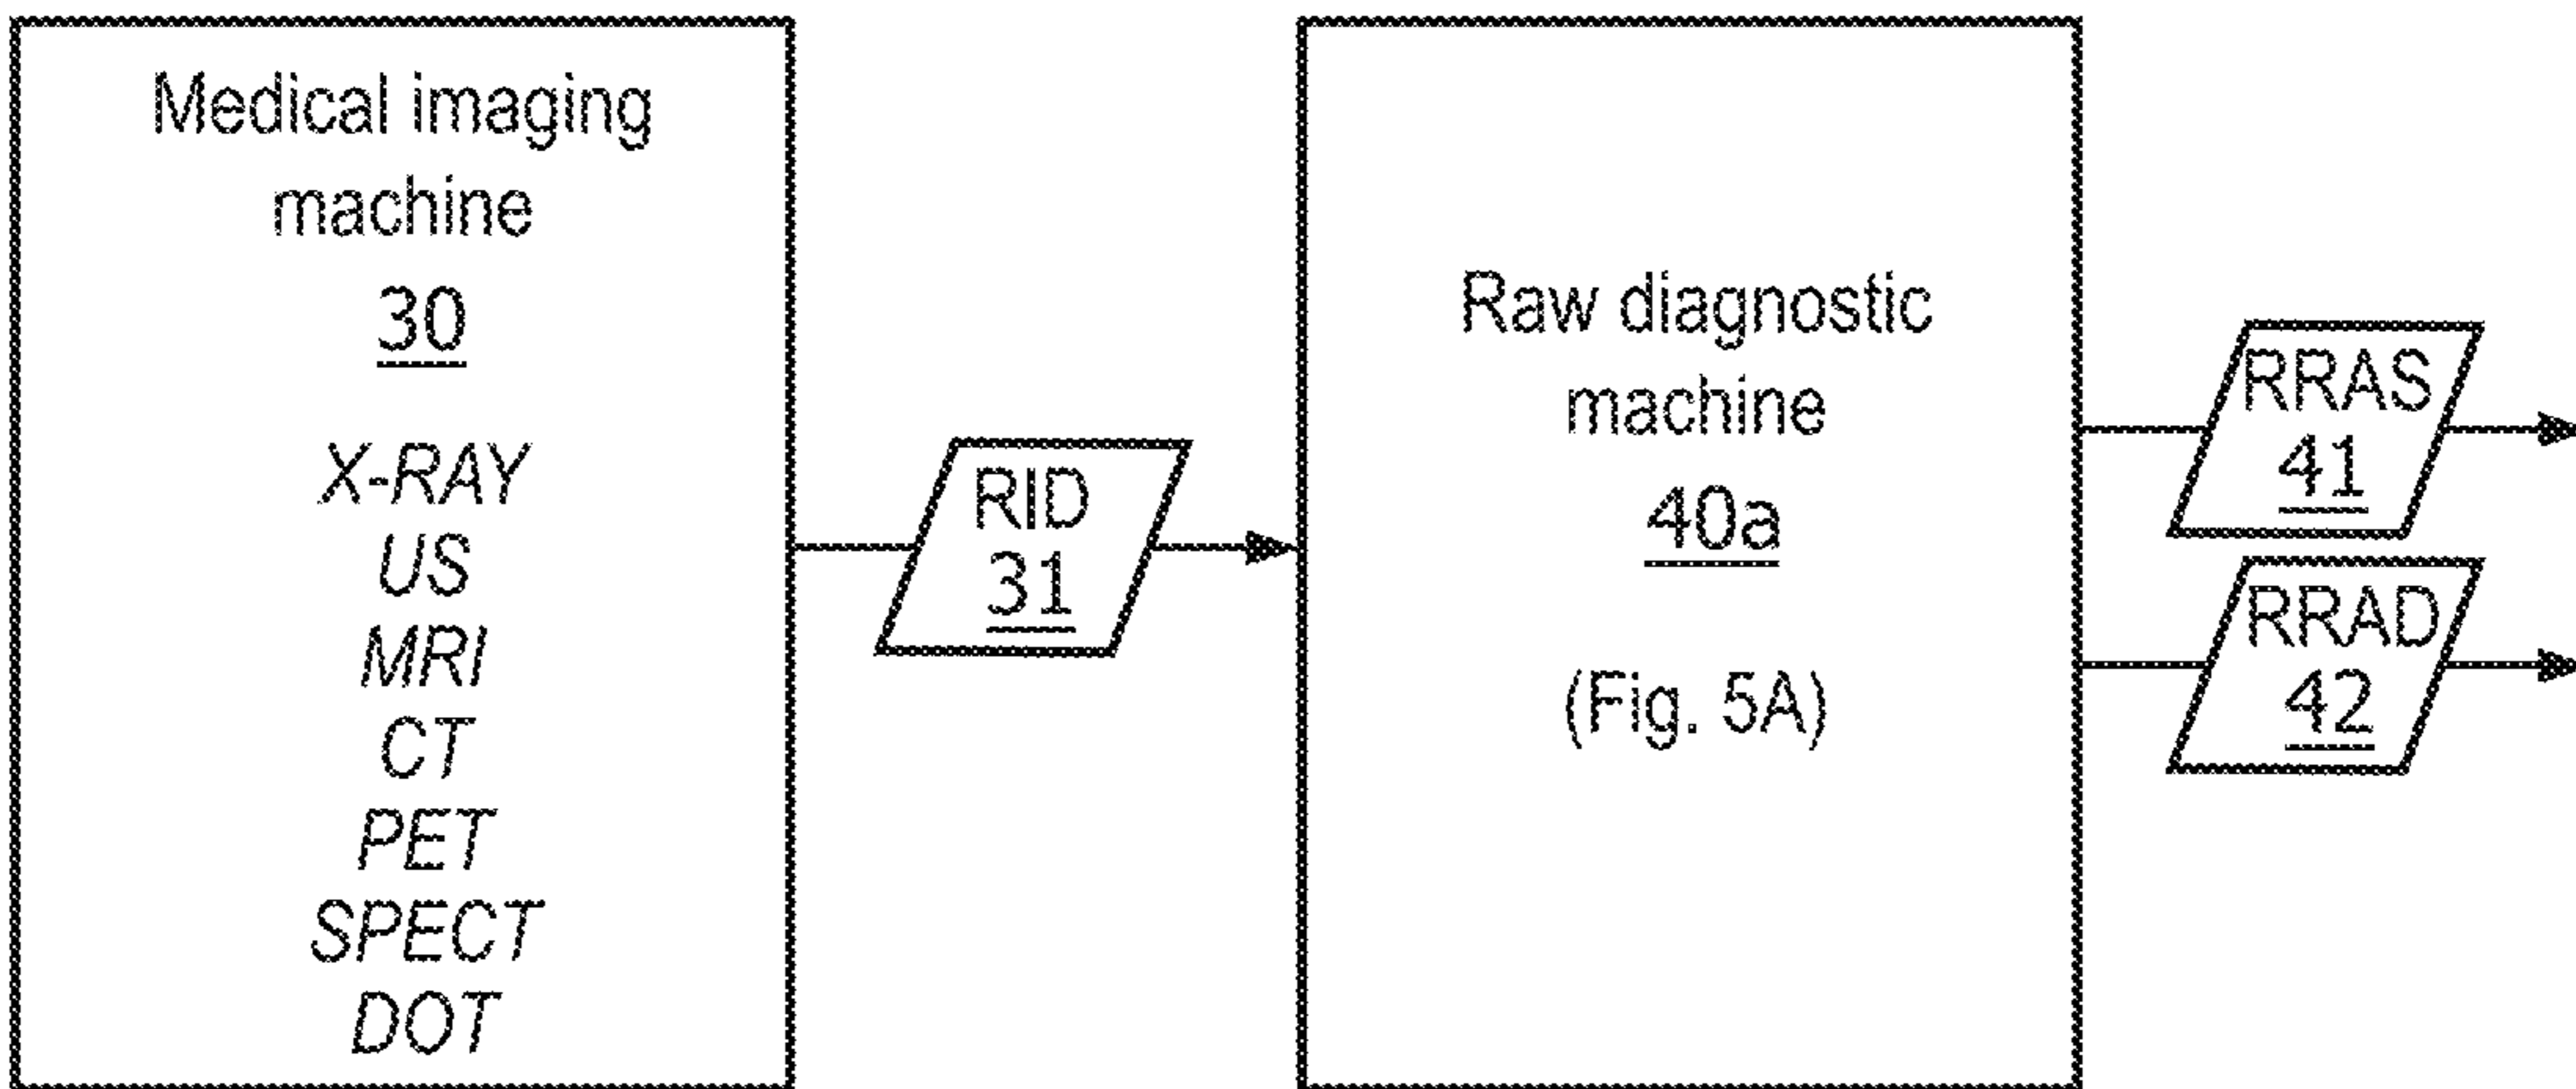 Medical imaging
machine
30
X-RAY
US
MRI
CT
PET
SPECT
DOT
RID
31
Raw diagnostic
machine
40a
(Fig. 5A)
RRAS
41
RRAD
42